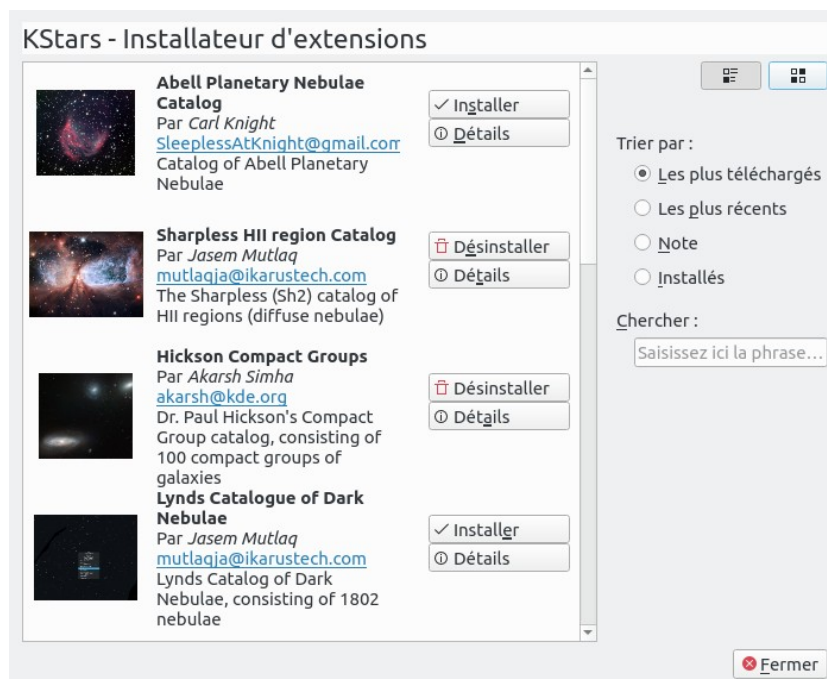 KStars - Installateur d'extensions
Abell Planetary Nebulae
Catalog
Par Carl Knight
SleeplessAtKnight@gmail.com
Catalog of Abell Planetary
Nebulae
Installer
Détails
Sharpless HII region Catalog
Par Jasem Mutlaq
mutlaqja@ikarustech.com
The Sharpless (Sh2) catalog of
HII regions (diffuse nebulae)
Désinstaller
Détails
Hickson Compact Groups
Par Akarsh Simha
akarsh@kde.org
Dr. Paul Hickson's Compact
Group catalog, consisting of
100 compact groups of
galaxies
Désinstaller
Détails
Lynds Catalogue of Dark
Nebulae
Par Jasem Mutlaq
mutlaqja@ikarustech.com
Lynds Catalog of Dark
Nebulae, consisting of 1802
nebulae
Installer
Détails
Trier par :
Les plus téléchargés
Les plus récents
Note
Installés
Chercher :
Saisissez ici la phrase...
Fermer